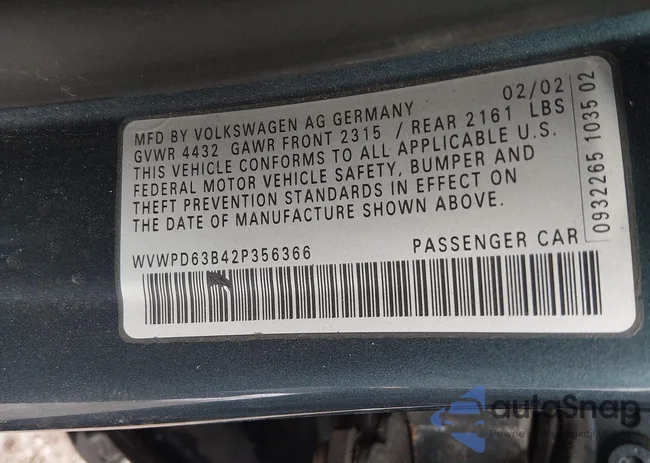 MFD BY VOLKSWAGEN AG GERMANY 02/02
GVWR 4432 GAWR FRONT 2315 / REAR 2161 LBS
THIS VEHICLE CONFORMS TO ALL APPLICABLE U.S.
FEDERAL MOTOR VEHICLE SAFETY, BUMPER AND
THEFT PREVENTION STANDARDS IN EFFECT ON
THE DATE OF MANUFACTURE SHOWN ABOVE.
WVWPD63B42P356366 PASSENGER CAR
0932265 1035 02
autoSnap